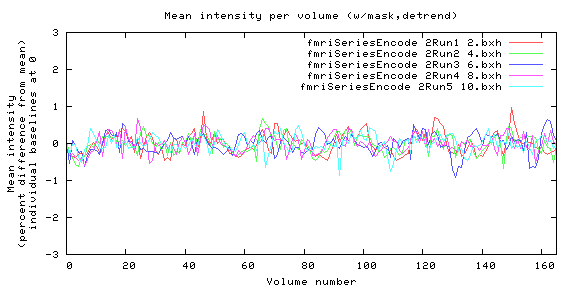 Mean intensity per volume (w/mask,detrend)
fmriSeriesEncode 2Run1 2.bxh
fmriSeriesEncode 2Run2 4.bxh
fmriSeriesEncode 2Run3 6.bxh
fmriSeriesEncode 2Run4 8.bxh
fmriSeriesEncode 2Run5 10.bxh
Mean intensity
(percent difference from mean)
individual baselines at 0
3
2
1
0
-1
-2
-3
0 20 40 60 80 100 120 140 160
Volume number